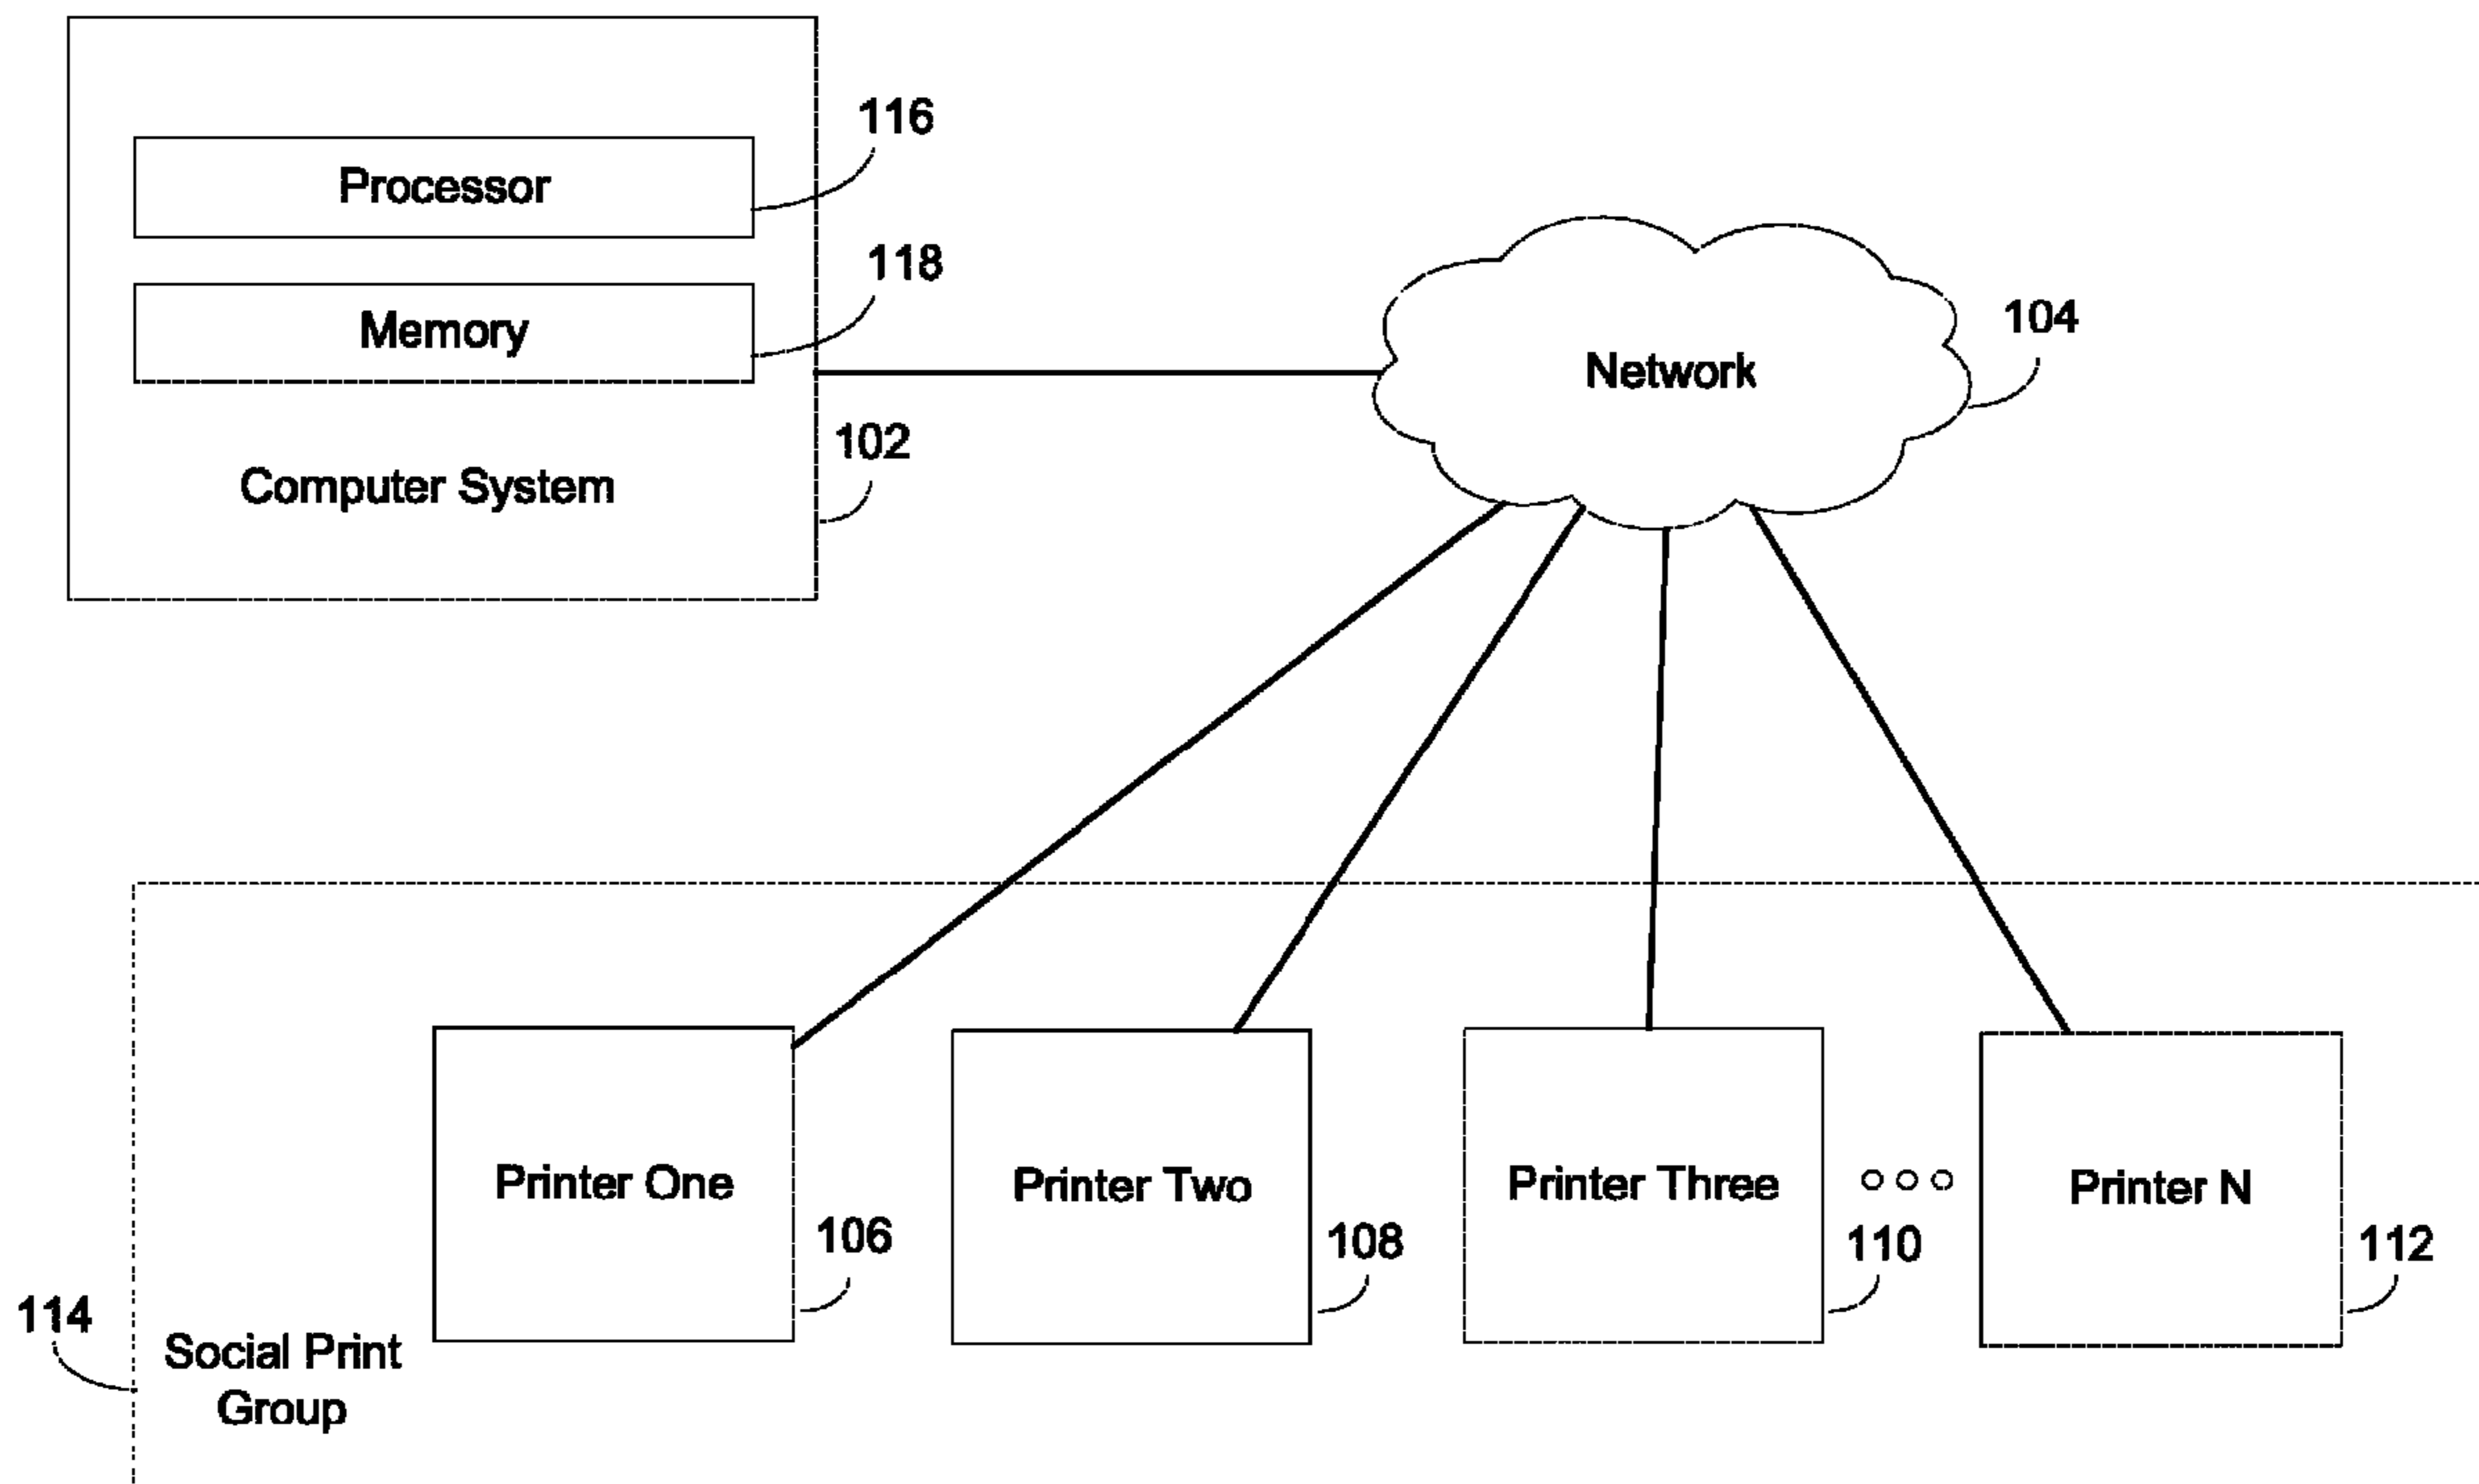 116
Processor
118
Memory
104
Network
102
Computer System
Printer One
Printer Two
Printer Three
Printer N
106
108
110
112
114
Social Print
Group